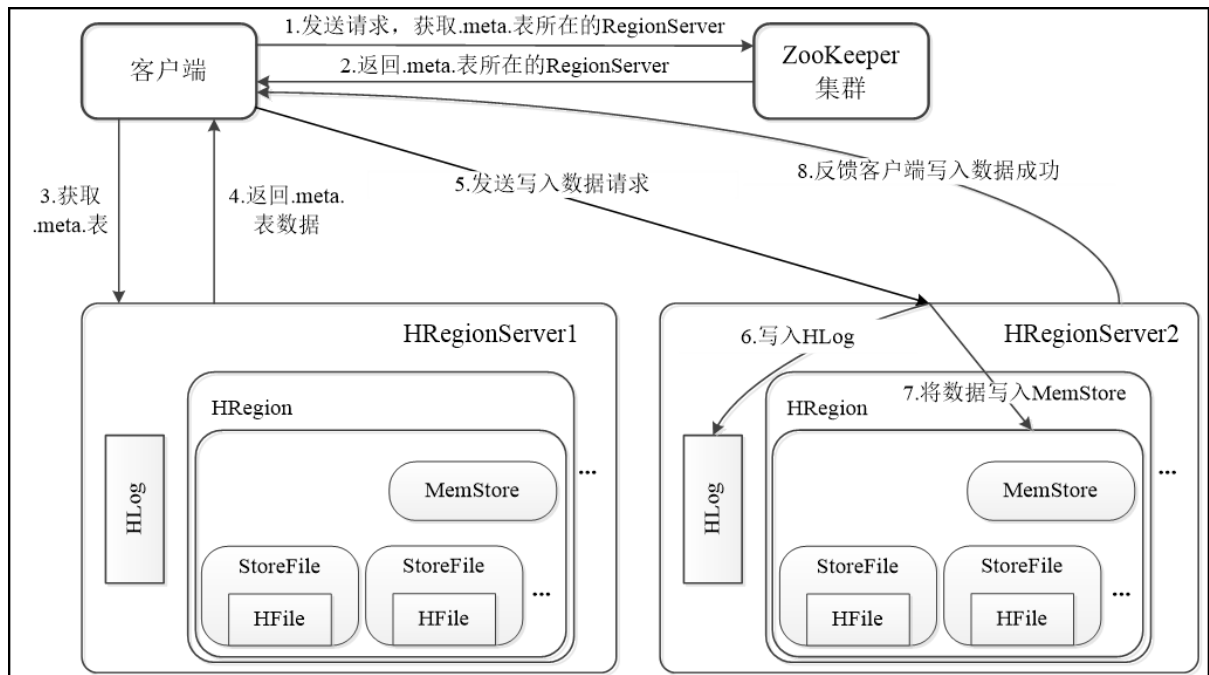 1.发送请求，获取.meta.表所在的RegionServer
客户端
2.返回.meta.表所在的RegionServer
ZooKeeper
集群
3.获取
.meta.表
4.返回.meta.
表数据
5.发送写入数据请求
8.反馈客户端写入数据成功
HRegionServer1
HRegion
HLog
MemStore
...
StoreFile
HFile
StoreFile
HFile
...
HRegionServer2
6.写入HLog
7.将数据写入MemStore
HRegion
HLog
MemStore
...
StoreFile
HFile
StoreFile
HFile
...